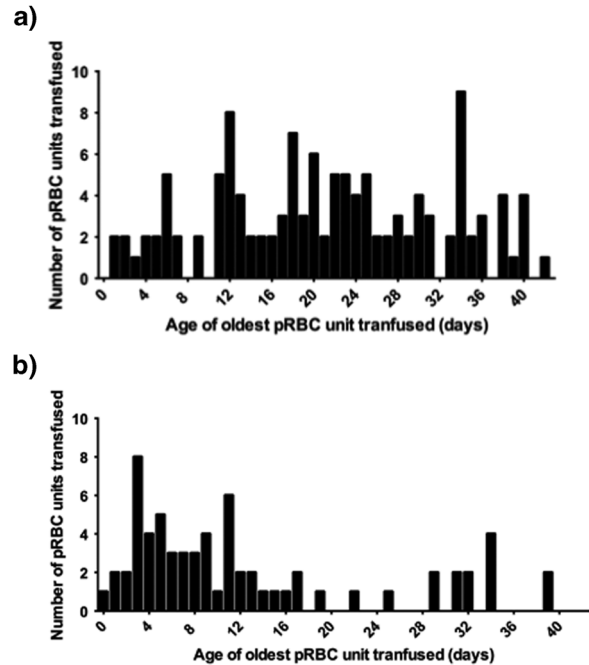 a)
Number of pRBC units transfused
10
8
6
4
2
0
0 4 8 12 16 20 24 28 32 36 40
Age of oldest pRBC unit tranfused (days)
b)
Number of pRBC units transfused
10
8
6
4
2
0
0 4 8 12 16 20 24 28 32 36 40
Age of oldest pRBC unit tranfused (days)